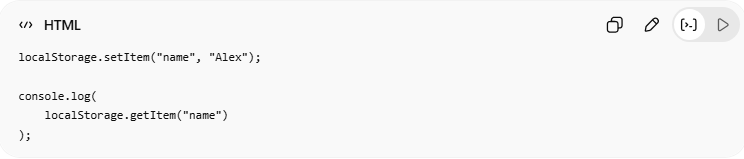 HTML
localStorage.setItem("name", "Alex");
console.log(
    localStorage.getItem("name")
);